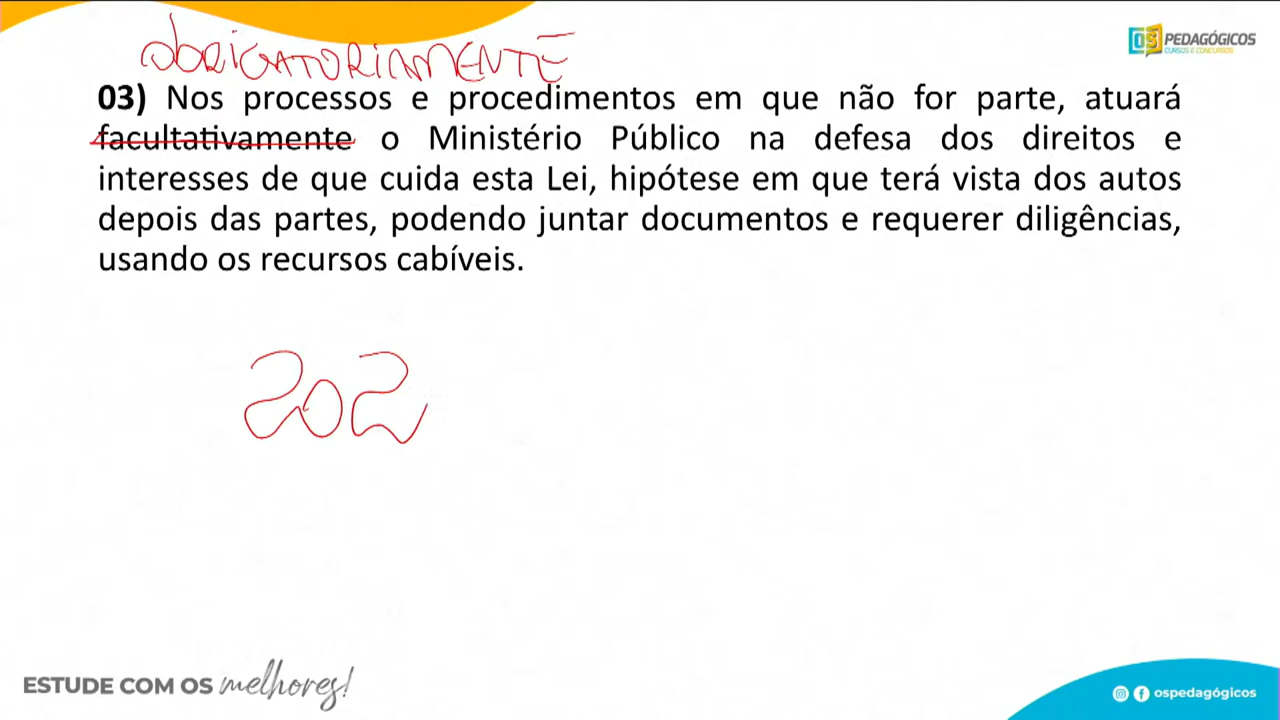 OBRIGATORIAMENTE
OS PEDAGÓGICOS
CURSOS E CONCURSOS
03) Nos processos e procedimentos em que não for parte, atuará
facultativamente o Ministério Público na defesa dos direitos e
interesses de que cuida esta Lei, hipótese em que terá vista dos autos
depois das partes, podendo juntar documentos e requerer diligências,
usando os recursos cabíveis.
202
ESTUDE COM OS melhores!
ospedagógicos